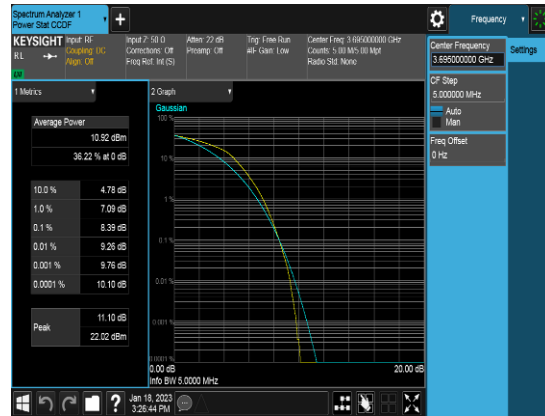 Spectrum Analyzer 1
Power Stat CCDF
Frequency
KEYSIGHT
RL
Input: RF
Coupling: DC
Align: Off
Input Z: 50 Ω
Corrections: Off
Freq Ref: Int (S)
Atten: 22 dB
Preamp: Off
Trig: Free Run
#IF Gain: Low
Center Freq: 3.695000000 GHz
Counts: 5.00 M/5.00 Mpt
Radio Std: None
Center Frequency
3.695000000 GHz
Settings
CF Step
5.000000 MHz
Auto
Man
Freq Offset
0 Hz
1 Metrics
Average Power
10.92 dBm
36.22 % at 0 dB
10.0 % 4.78 dB
1.0 % 7.09 dB
0.1 % 8.39 dB
0.01 % 9.26 dB
0.001 % 9.76 dB
0.0001 % 10.10 dB
Peak
11.10 dB
22.02 dBm
2 Graph
Gaussian
100 %
10 %
1 %
0.1 %
0.01 %
0.001 %
0.0001 %
0.00 dB
20.00 dB
Info BW 5.0000 MHz
?
Jan 18, 2023
3:26:44 PM